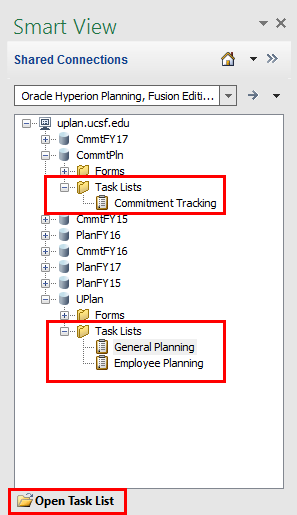 Smart View
Shared Connections
Oracle Hyperion Planning, Fusion Editi...
uplan.ucsf.edu
CmmtFY17
CommtPln
Forms
Task Lists
Commitment Tracking
CmmtFY15
PlanFY16
CmmtFY16
PlanFY17
PlanFY15
UPlan
Forms
Task Lists
General Planning
Employee Planning
Open Task List